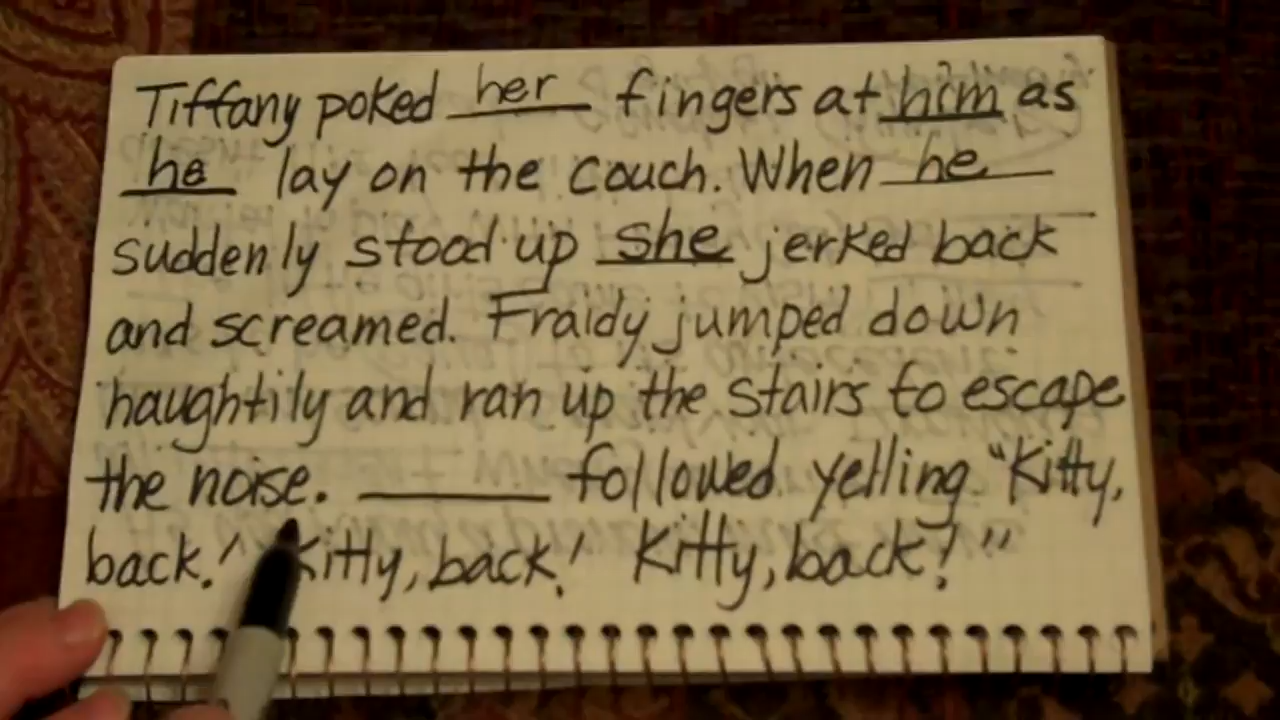 Tiffany poked her fingers at him as
he lay on the couch. When he
suddenly stood up she jerked back
and screamed. Fraidy jumped down
haughtily and ran up the stairs to escape
the noise. ______ followed yelling "Kitty,
back! Kitty, back! Kitty, back!"